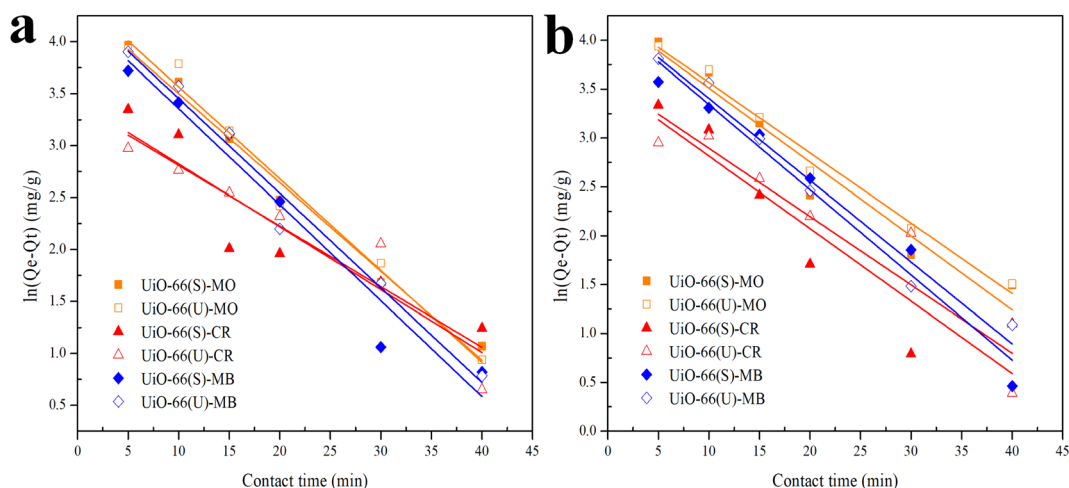 a
ln(Qe-Qt) (mg/g)
4.0
3.5
3.0
2.5
2.0
1.5
1.0
0.5
UiO-66(S)-MO
UiO-66(U)-MO
UiO-66(S)-CR
UiO-66(U)-CR
UiO-66(S)-MB
UiO-66(U)-MB
0 5 10 15 20 25 30 35 40 45
Contact time (min)
b
ln(Qe-Qt) (mg/g)
4.0
3.5
3.0
2.5
2.0
1.5
1.0
0.5
0.0
UiO-66(S)-MO
UiO-66(U)-MO
UiO-66(S)-CR
UiO-66(U)-CR
UiO-66(S)-MB
UiO-66(U)-MB
0 5 10 15 20 25 30 35 40 45
Contact time (min)